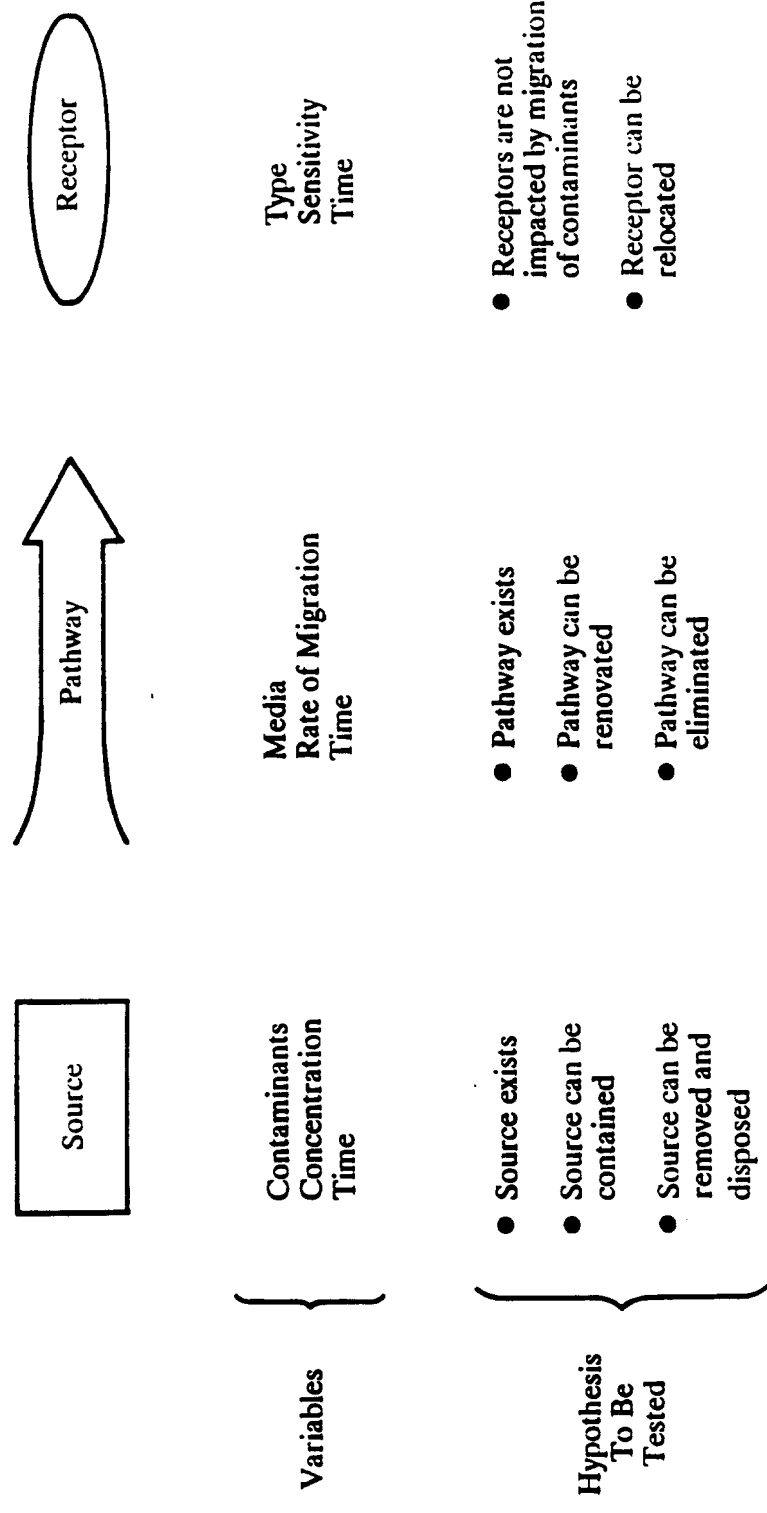 Source
Pathway
Receptor
Variables
Contaminants
Concentration
Time
Media
Rate of Migration
Time
Type
Sensitivity
Time
Hypothesis
To Be
Tested
● Source exists
● Source can be
contained
● Source can be
removed and
disposed
● Pathway exists
● Pathway can be
renovated
● Pathway can be
eliminated
● Receptors are not
impacted by migration
of contaminants
● Receptor can be
relocated